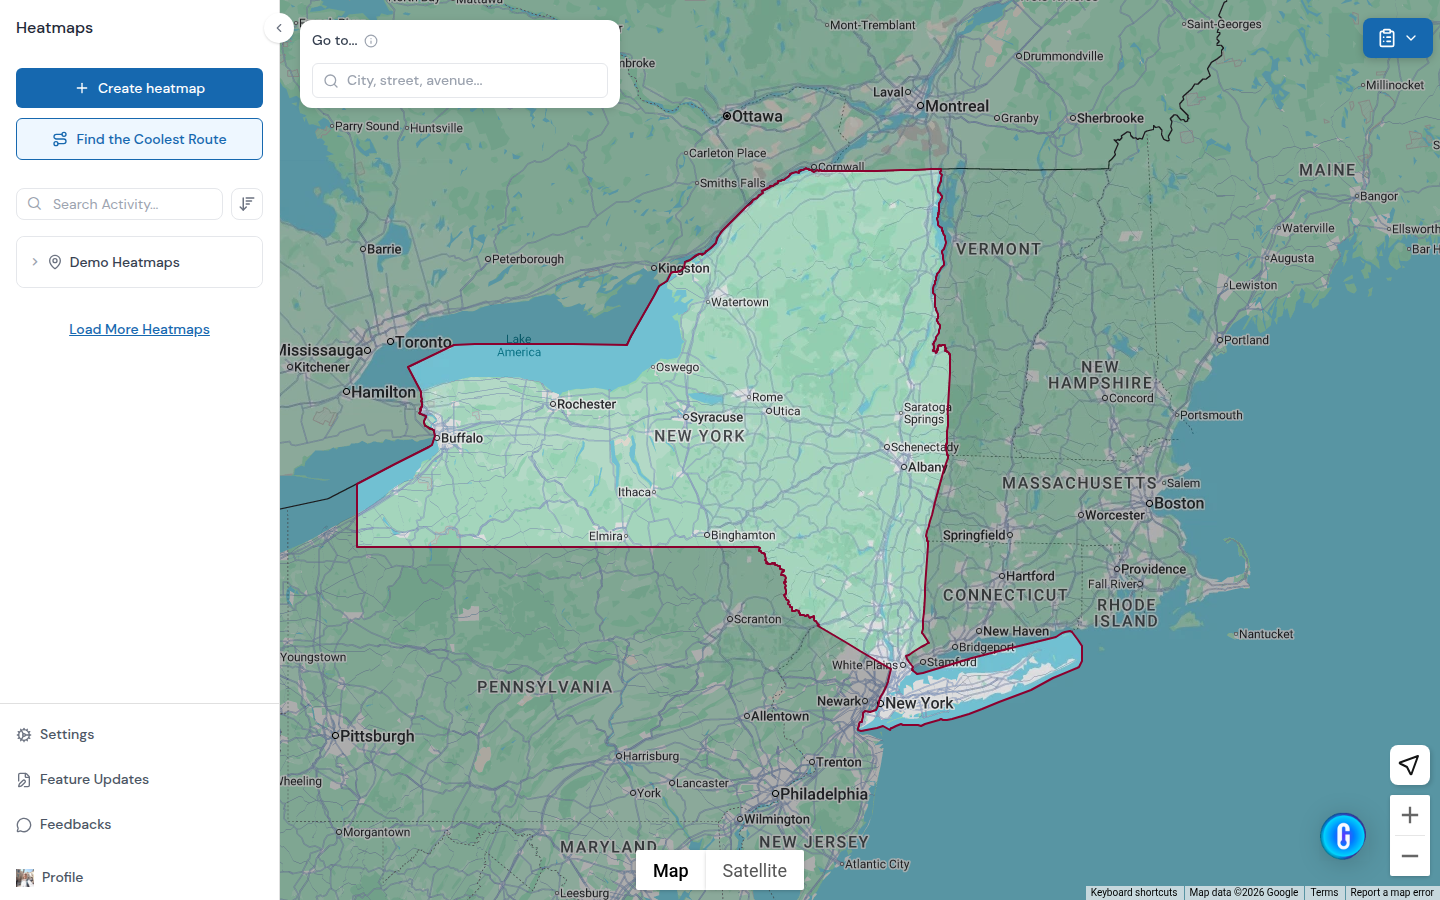 Heatmaps
Create heatmap
Find the Coolest Route
Search Activity...
Demo Heatmaps
Load More Heatmaps
Settings
Feature Updates
Feedbacks
Profile
Go to...
City, street, avenue...
Mont-Tremblant
Saint-Georges
Drummondville
Millinocket
Laval
Montreal
Ottawa
Granby
Sherbrooke
Parry Sound
Huntsville
Carleton Place
Cornwall
Smiths Falls
MAINE
Bangor
Waterville
Ellsworth
Barrie
Peterborough
VERMONT
Augusta
Kingston
Lewiston
Watertown
Lake
America
Toronto
Mississauga
Portland
Kitchener
Oswego
NEW
HAMPSHIRE
Hamilton
Rochester
Rome
Utica
Syracuse
Saratoga
Springs
Concord
Portsmouth
Buffalo
NEW YORK
Schenectady
Albany
Ithaca
MASSACHUSETTS
Salem
Boston
Worcester
Elmira
Binghamton
Springfield
Hartford
Providence
Fall River
CONNECTICUT
RHODE
ISLAND
Scranton
New Haven
Nantucket
Bridgeport
Youngstown
White Plains
Stamford
PENNSYLVANIA
Newark
New York
Allentown
Pittsburgh
Harrisburg
Trenton
Lancaster
York
Philadelphia
Wilmington
Morgantown
MARYLAND
NEW JERSEY
Atlantic City
Leesburg
Map
Satellite
Keyboard shortcuts
Map data ©2026 Google
Terms
Report a map error